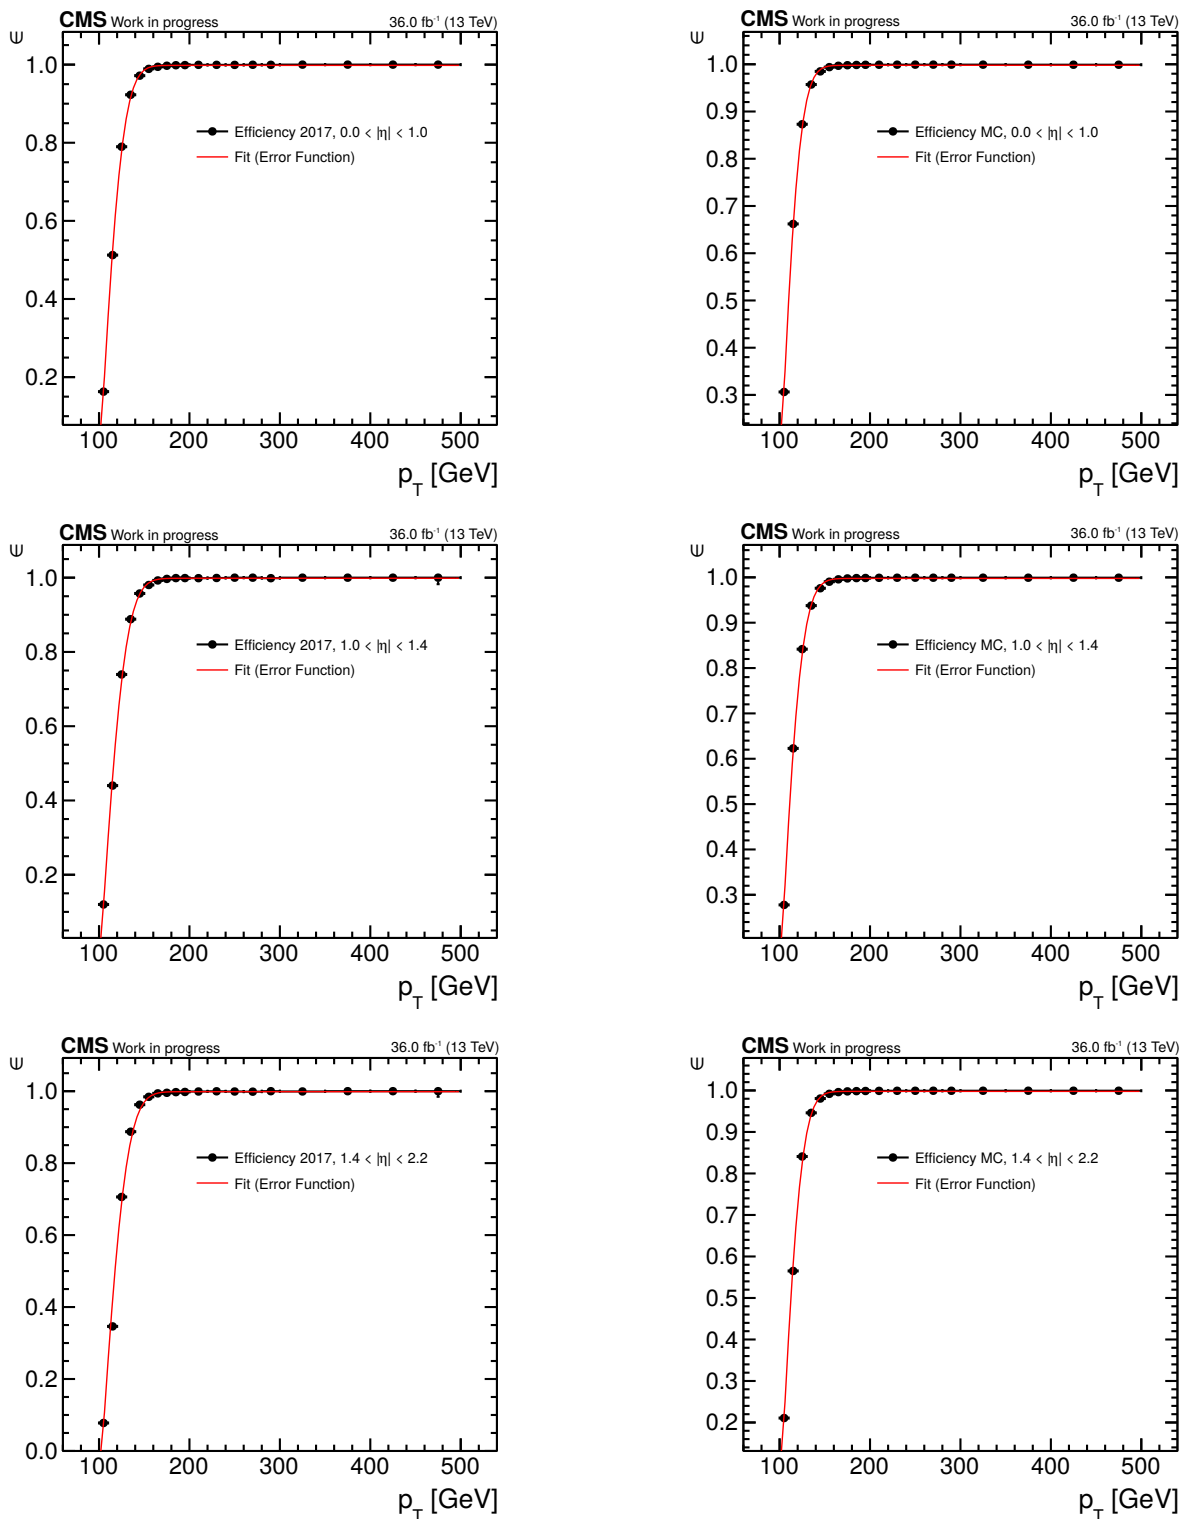 CMS Work in progress 36.0 fb-1 (13 TeV)
∈
1.0
0.8
0.6
0.4
0.2
Efficiency 2017, 0.0 < |η| < 1.0
Fit (Error Function)
100 200 300 400 500
p_T [GeV]
CMS Work in progress 36.0 fb-1 (13 TeV)
∈
1.0
0.9
0.8
0.7
0.6
0.5
0.4
0.3
Efficiency MC, 0.0 < |η| < 1.0
Fit (Error Function)
100 200 300 400 500
p_T [GeV]
CMS Work in progress 36.0 fb-1 (13 TeV)
∈
1.0
0.8
0.6
0.4
0.2
Efficiency 2017, 1.0 < |η| < 1.4
Fit (Error Function)
100 200 300 400 500
p_T [GeV]
CMS Work in progress 36.0 fb-1 (13 TeV)
∈
1.0
0.9
0.8
0.7
0.6
0.5
0.4
0.3
Efficiency MC, 1.0 < |η| < 1.4
Fit (Error Function)
100 200 300 400 500
p_T [GeV]
CMS Work in progress 36.0 fb-1 (13 TeV)
∈
1.0
0.8
0.6
0.4
0.2
0.0
Efficiency 2017, 1.4 < |η| < 2.2
Fit (Error Function)
100 200 300 400 500
p_T [GeV]
CMS Work in progress 36.0 fb-1 (13 TeV)
∈
1.0
0.9
0.8
0.7
0.6
0.5
0.4
0.3
0.2
Efficiency MC, 1.4 < |η| < 2.2
Fit (Error Function)
100 200 300 400 500
p_T [GeV]